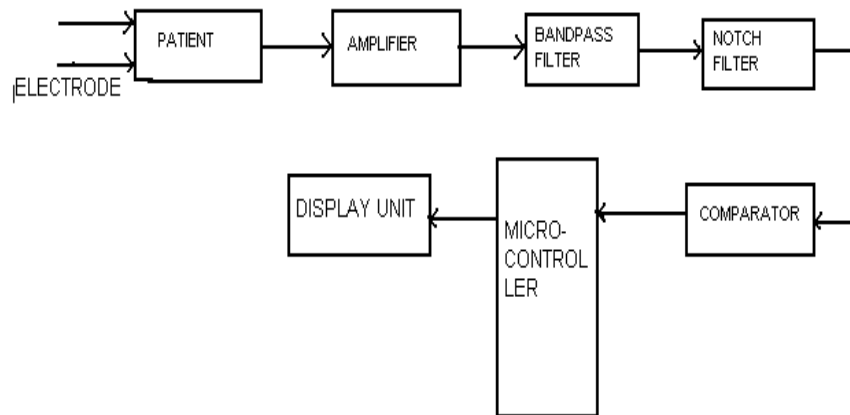 PATIENT
AMPLIFIER
BANDPASS
FILTER
NOTCH
FILTER
ELECTRODE
DISPLAY UNIT
MICRO-
CONTROL
LER
COMPARATOR